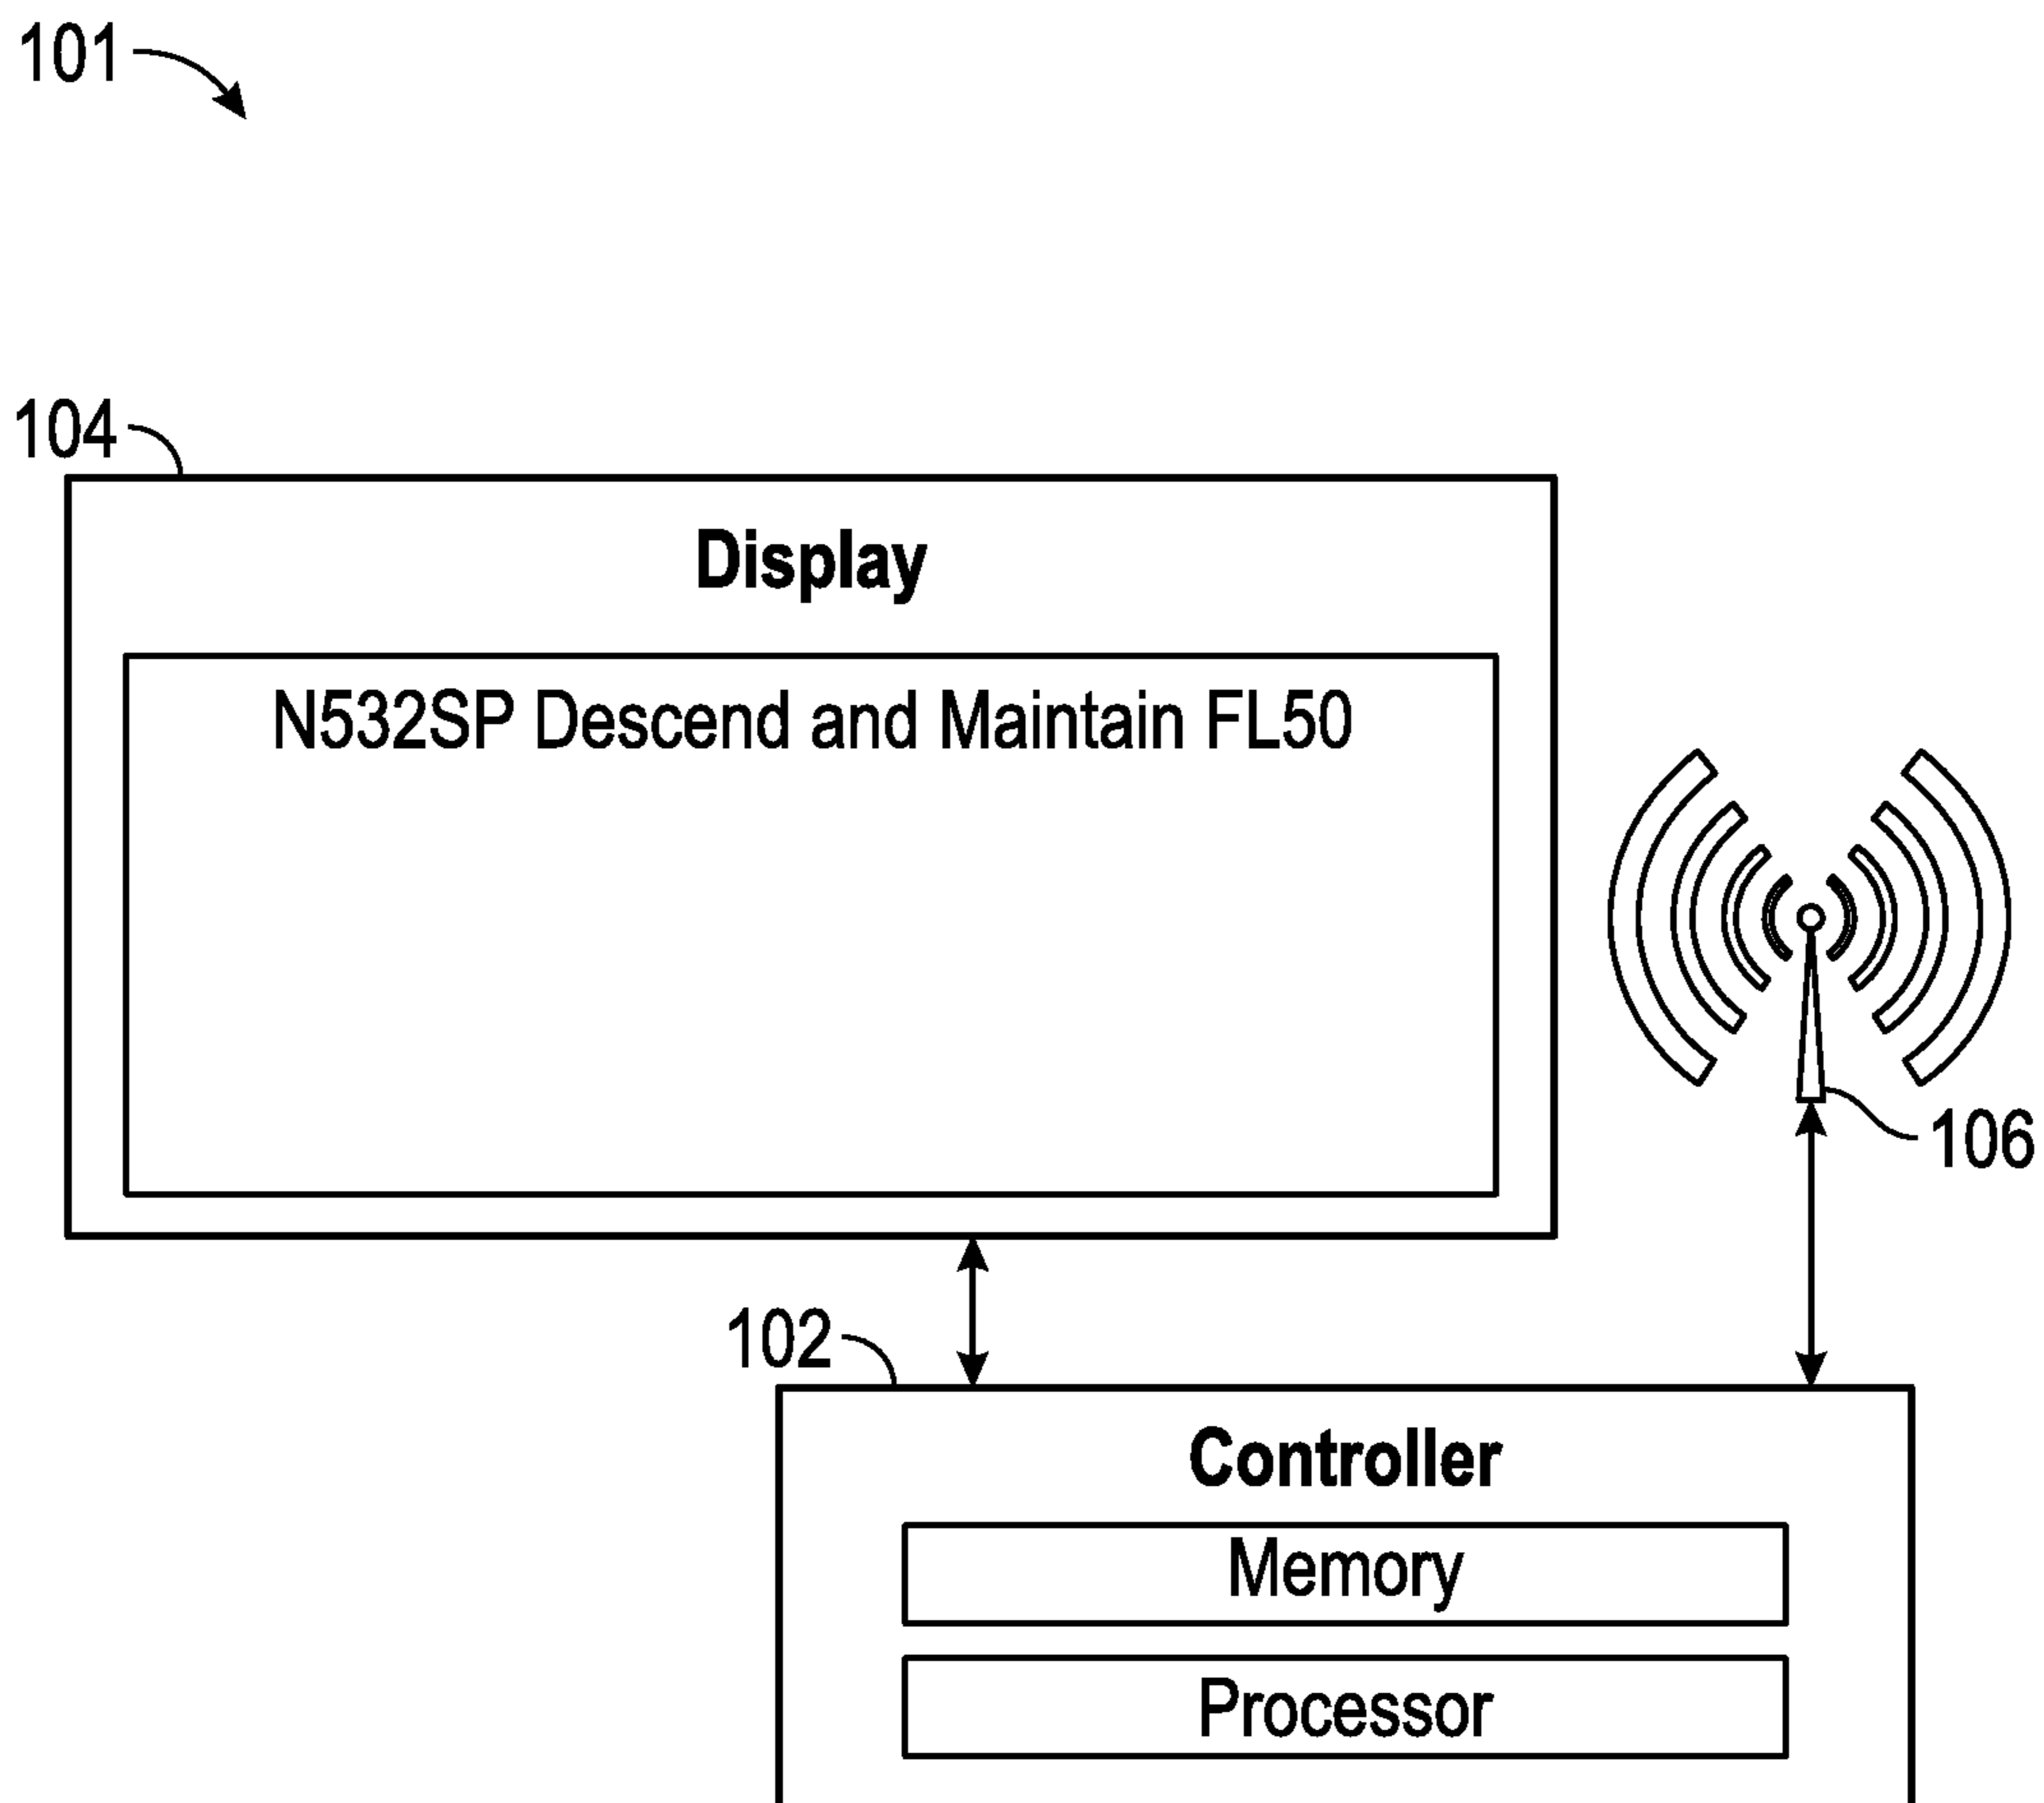 101
104
Display
N532SP Descend and Maintain FL50
106
102
Controller
Memory
Processor